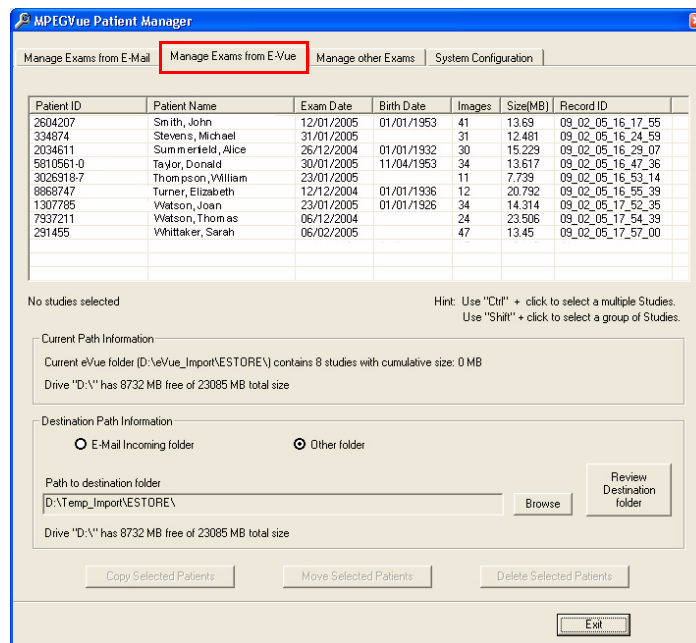 MPEGVue Patient Manager
Manage Exams from E-Mail Manage Exams from E-Vue Manage other Exams System Configuration
Patient ID Patient Name Exam Date Birth Date Images Size(MB) Record ID
2604207 Smith, John 12/01/2005 01/01/1953 41 13.69 09_02_05_16_17_55
334874 Stevens, Michael 31/01/2005 31 12.481 09_02_05_16_24_59
2034611 Summerfield, Alice 26/12/2004 01/01/1932 30 15.229 09_02_05_16_29_07
5810561-0 Taylor, Donald 30/01/2005 11/04/1953 34 13.617 09_02_05_16_47_36
3026918-7 Thompson, William 23/01/2005 11 7.739 09_02_05_16_53_14
8868747 Turner, Elizabeth 12/12/2004 01/01/1936 12 20.792 09_02_05_16_55_39
1307785 Watson, Joan 23/01/2005 01/01/1926 34 14.314 09_02_05_17_52_35
7937211 Watson, Thomas 06/12/2004 24 23.506 09_02_05_17_54_39
291455 Whittaker, Sarah 06/02/2005 47 13.45 09_02_05_17_57_00
No studies selected Hint: Use "Ctrl" + click to select a multiple Studies.
Use "Shift" + click to select a group of Studies.
Current Path Information
Current eVue folder (D:\eVue_Import\ESTORE\) contains 8 studies with cumulative size: 0 MB
Drive "D:\" has 8732 MB free of 23085 MB total size
Destination Path Information
E-Mail Incoming folder Other folder
Path to destination folder
D:\Temp_Import\ESTORE\ Browse Review Destination folder
Drive "D:\" has 8732 MB free of 23085 MB total size
Copy Selected Patients Move Selected Patients Delete Selected Patients
Exit